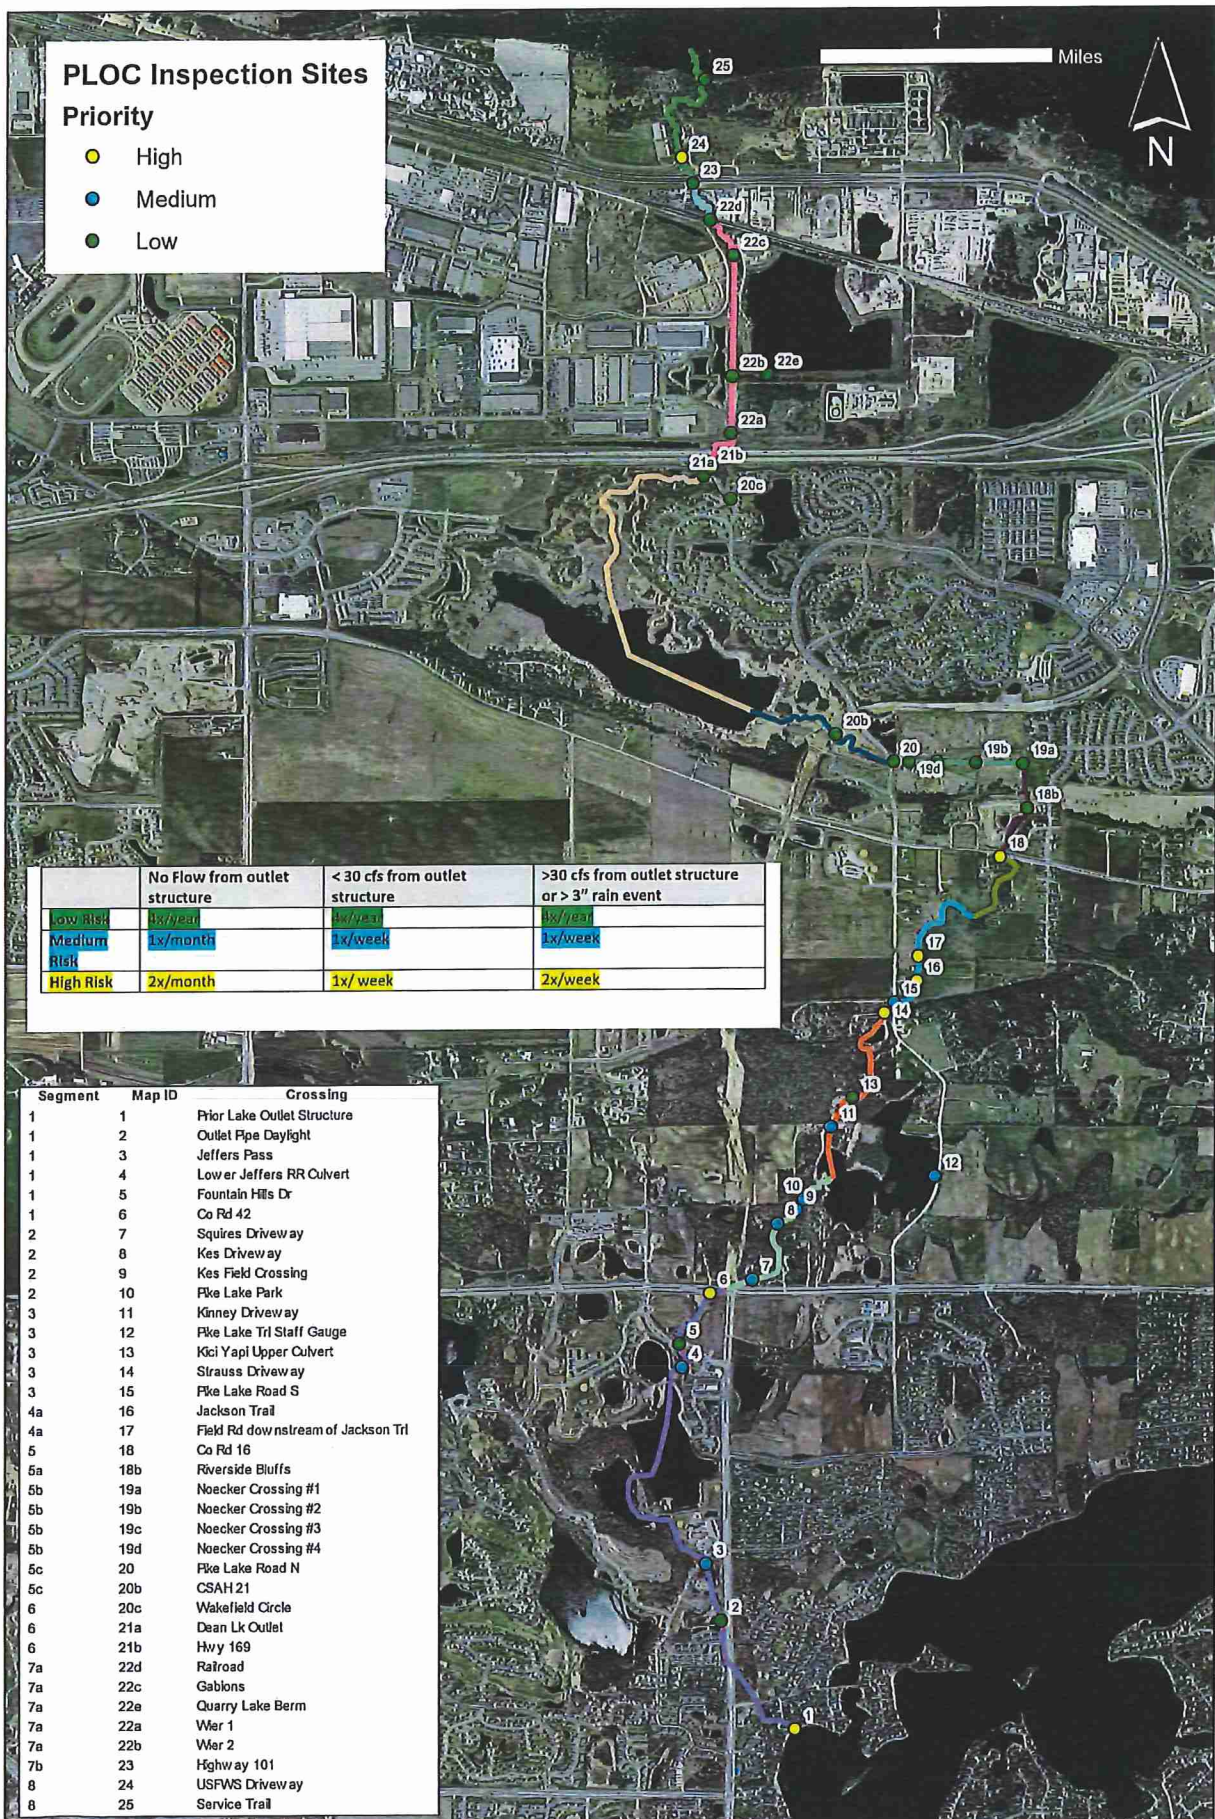 PLOC Inspection Sites
Priority
High
Medium
Low
Miles
N
25
24
23
22d
22c
22b 22e
22a
21b
21a
20c
20b
20 19b 19a
19d
18b
18
17
16
15
14
13
11
12
10
9
8
7
6
5
4
3
2
1
No Flow from outlet structure < 30 cfs from outlet structure >30 cfs from outlet structure or > 3" rain event
Low Risk 4x/year 4x/year 4x/year
Medium Risk 1x/month 1x/week 1x/week
High Risk 2x/month 1x/ week 2x/week
Segment Map ID Crossing
1 1 Prior Lake Outlet Structure
1 2 Outlet Pipe Daylight
1 3 Jeffers Pass
1 4 Lower Jeffers RR Culvert
1 5 Fountain Hills Dr
1 6 Co Rd 42
2 7 Squires Driveway
2 8 Kes Driveway
2 9 Kes Field Crossing
2 10 Pike Lake Park
3 11 Kinney Driveway
3 12 Pike Lake Trl Staff Gauge
3 13 Kici Yapi Upper Culvert
3 14 Strauss Driveway
3 15 Pike Lake Road S
4a 16 Jackson Trail
4a 17 Field Rd downstream of Jackson Trl
5 18 Co Rd 16
5a 18b Riverside Bluffs
5b 19a Noecker Crossing #1
5b 19b Noecker Crossing #2
5b 19c Noecker Crossing #3
5b 19d Noecker Crossing #4
5c 20 Pike Lake Road N
5c 20b CSAH 21
6 20c Wakefield Circle
6 21a Dean Lk Outlet
6 21b Hwy 169
7a 22d Railroad
7a 22c Gabions
7a 22e Quarry Lake Berm
7a 22a Wier 1
7a 22b Wier 2
7b 23 Highway 101
8 24 USFWS Driveway
8 25 Service Trail